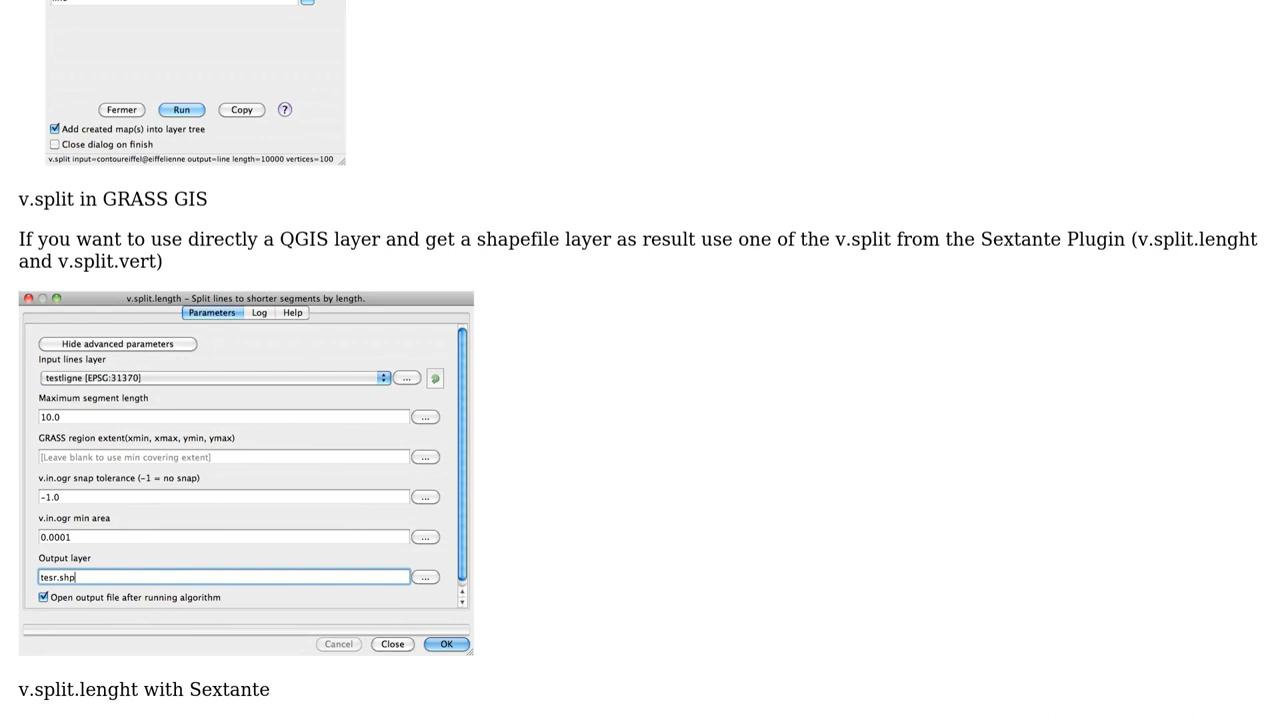 Fermer Run Copy ?
Add created map(s) into layer tree
Close dialog on finish
v.split input=contoureiffel@eiffelienne output=line length=10000 vertices=100
v.split in GRASS GIS
If you want to use directly a QGIS layer and get a shapefile layer as result use one of the v.split from the Sextante Plugin (v.split.lenght
and v.split.vert)
v.split.length - Split lines to shorter segments by length.
Parameters Log Help
Hide advanced parameters
Input lines layer
testligne [EPSG:31370] ...
Maximum segment length
10.0 ...
GRASS region extent(xmin, xmax, ymin, ymax)
[Leave blank to use min covering extent] ...
v.in.ogr snap tolerance (-1 = no snap)
-1.0 ...
v.in.ogr min area
0.0001 ...
Output layer
tesr.shp ...
Open output file after running algorithm
Cancel Close OK
v.split.lenght with Sextante